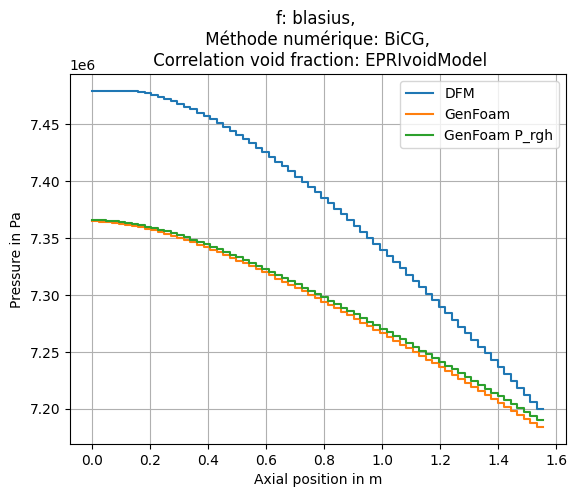 f: blasius,
Méthode numérique: BiCG,
Correlation void fraction: EPRIvoidModel
1e6
DFM
GenFoam
GenFoam P_rgh
7.45
7.40
7.35
7.30
7.25
7.20
Pressure in Pa
0.0 0.2 0.4 0.6 0.8 1.0 1.2 1.4 1.6
Axial position in m